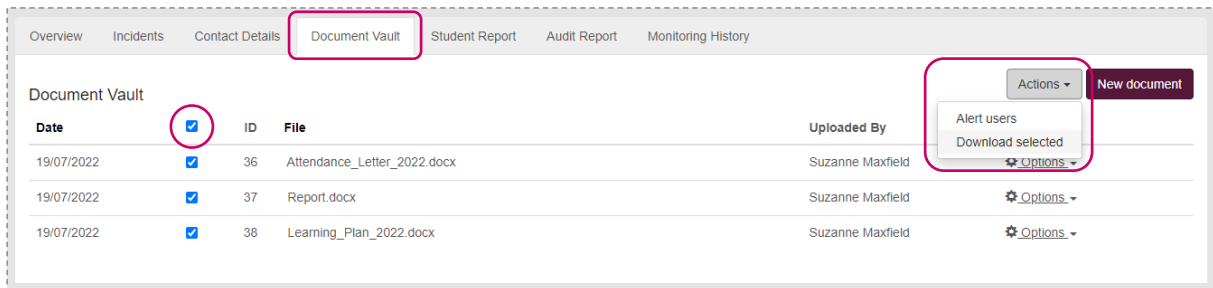 Overview Incidents Contact Details Document Vault Student Report Audit Report Monitoring History
Actions New document
Document Vault
Alert users
Date ID File Uploaded By
Download selected
19/07/2022 36 Attendance_Letter_2022.docx Suzanne Maxfield Options
19/07/2022 37 Report.docx Suzanne Maxfield Options
19/07/2022 38 Learning_Plan_2022.docx Suzanne Maxfield Options